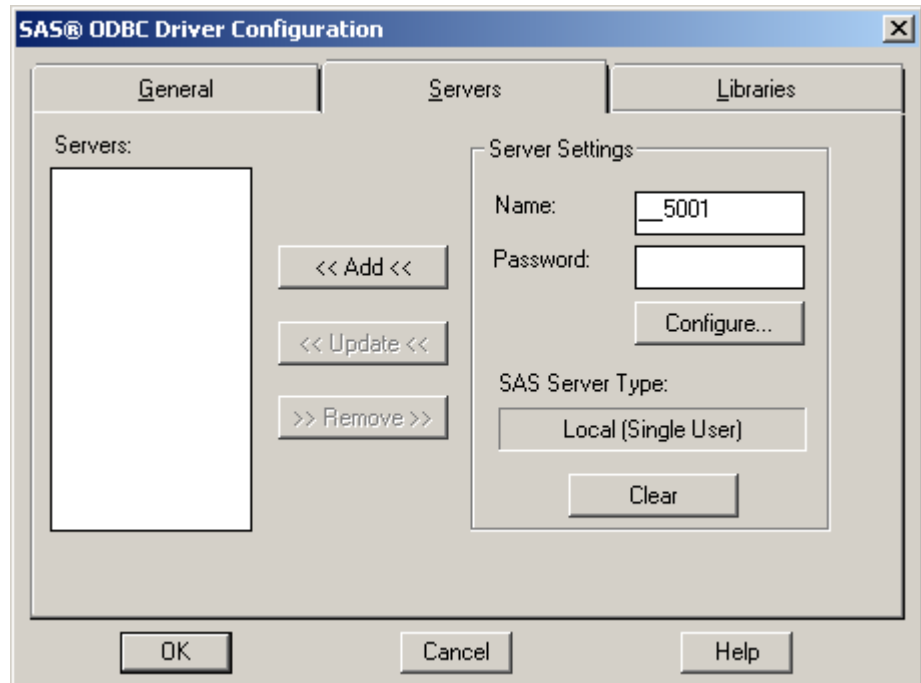 SAS® ODBC Driver Configuration
General
Servers
Libraries
Servers:
<< Add <<
<< Update <<
>> Remove >>
Server Settings
Name:
__5001
Password:
Configure...
SAS Server Type:
Local (Single User)
Clear
OK
Cancel
Help